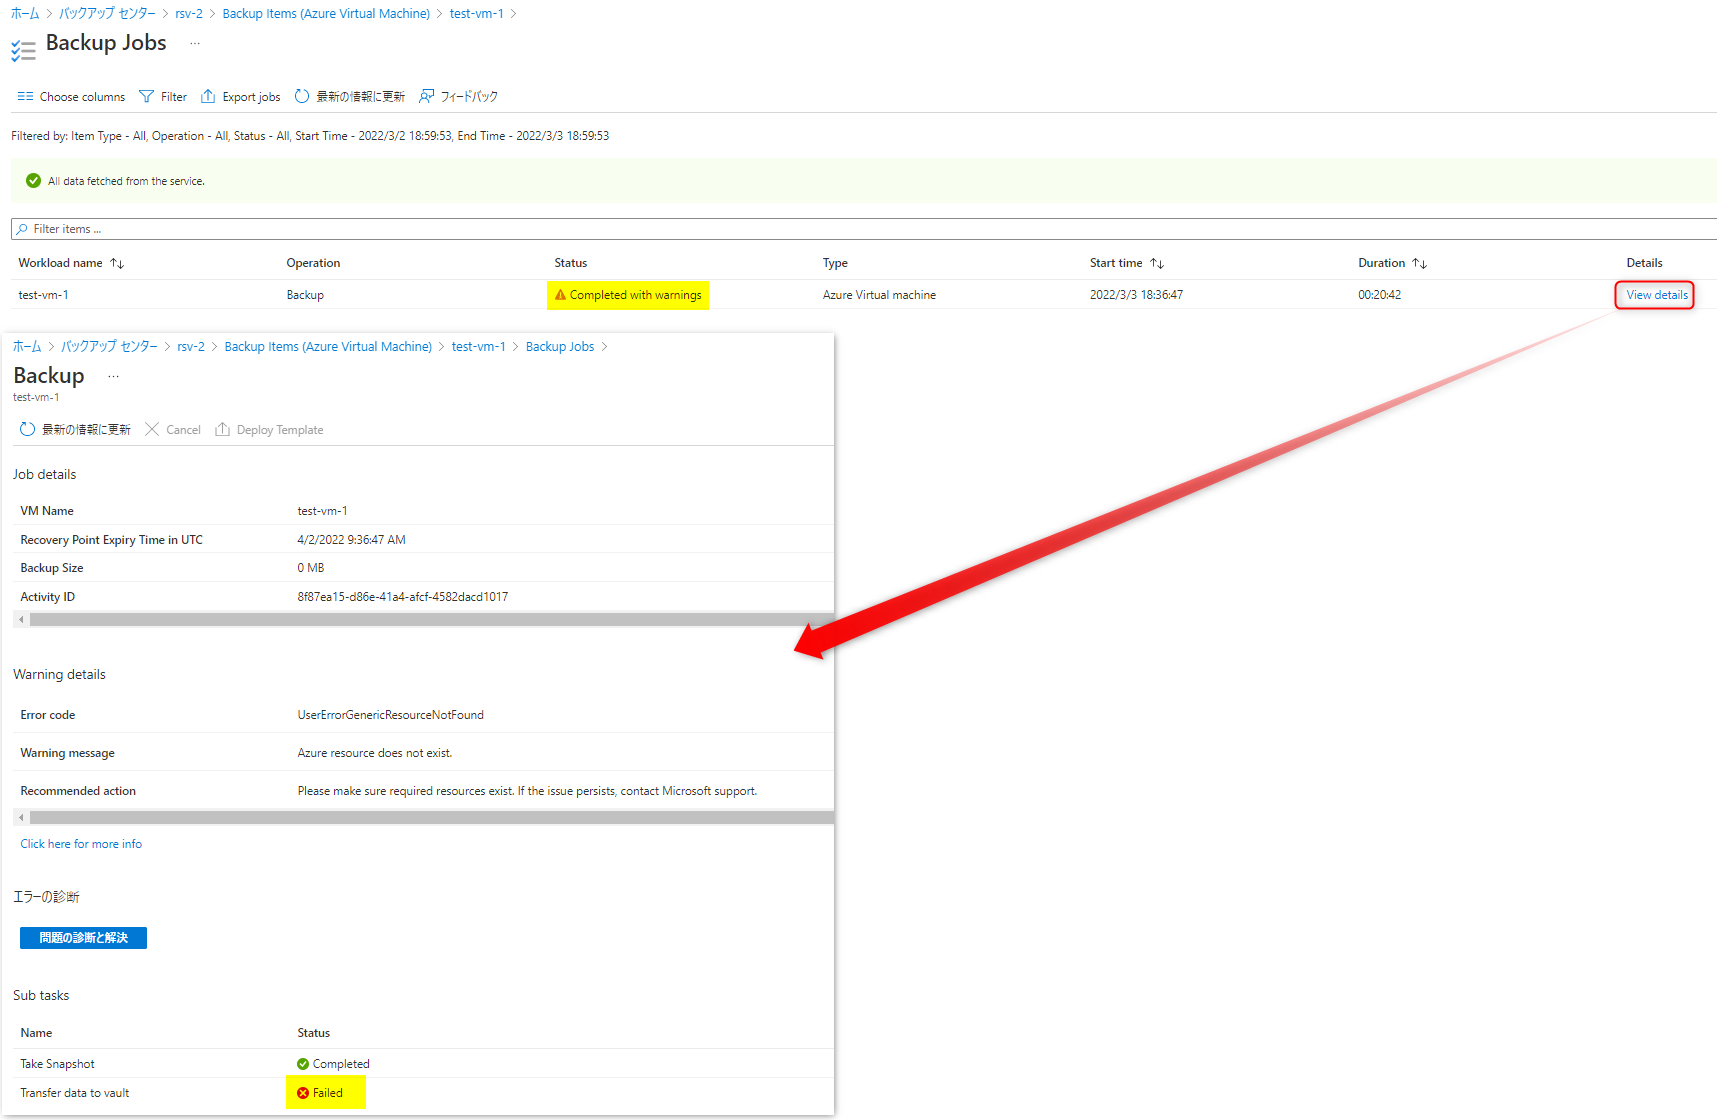 ホーム > バックアップ センター > rsv-2 > Backup Items (Azure Virtual Machine) > test-vm-1 >
Backup Jobs ...
Choose columns Filter Export jobs 最新の情報に更新 フィードバック
Filtered by: Item Type - All, Operation - All, Status - All, Start Time - 2022/3/2 18:59:53, End Time - 2022/3/3 18:59:53
All data fetched from the service.
Filter items ...
Workload name ↑↓ Operation Status Type Start time ↑↓ Duration ↑↓ Details
test-vm-1 Backup Completed with warnings Azure Virtual machine 2022/3/3 18:36:47 00:20:42 View details
ホーム > バックアップ センター > rsv-2 > Backup Items (Azure Virtual Machine) > test-vm-1 > Backup Jobs >
Backup ...
test-vm-1
最新の情報に更新 Cancel Deploy Template
Job details
VM Name test-vm-1
Recovery Point Expiry Time in UTC 4/2/2022 9:36:47 AM
Backup Size 0 MB
Activity ID 8f87ea15-d86e-41a4-afcf-4582dacd1017
Warning details
Error code UserErrorGenericResourceNotFound
Warning message Azure resource does not exist.
Recommended action Please make sure required resources exist. If the issue persists, contact Microsoft support.
Click here for more info
エラーの診断
問題の診断と解決
Sub tasks
Name Status
Take Snapshot Completed
Transfer data to vault Failed